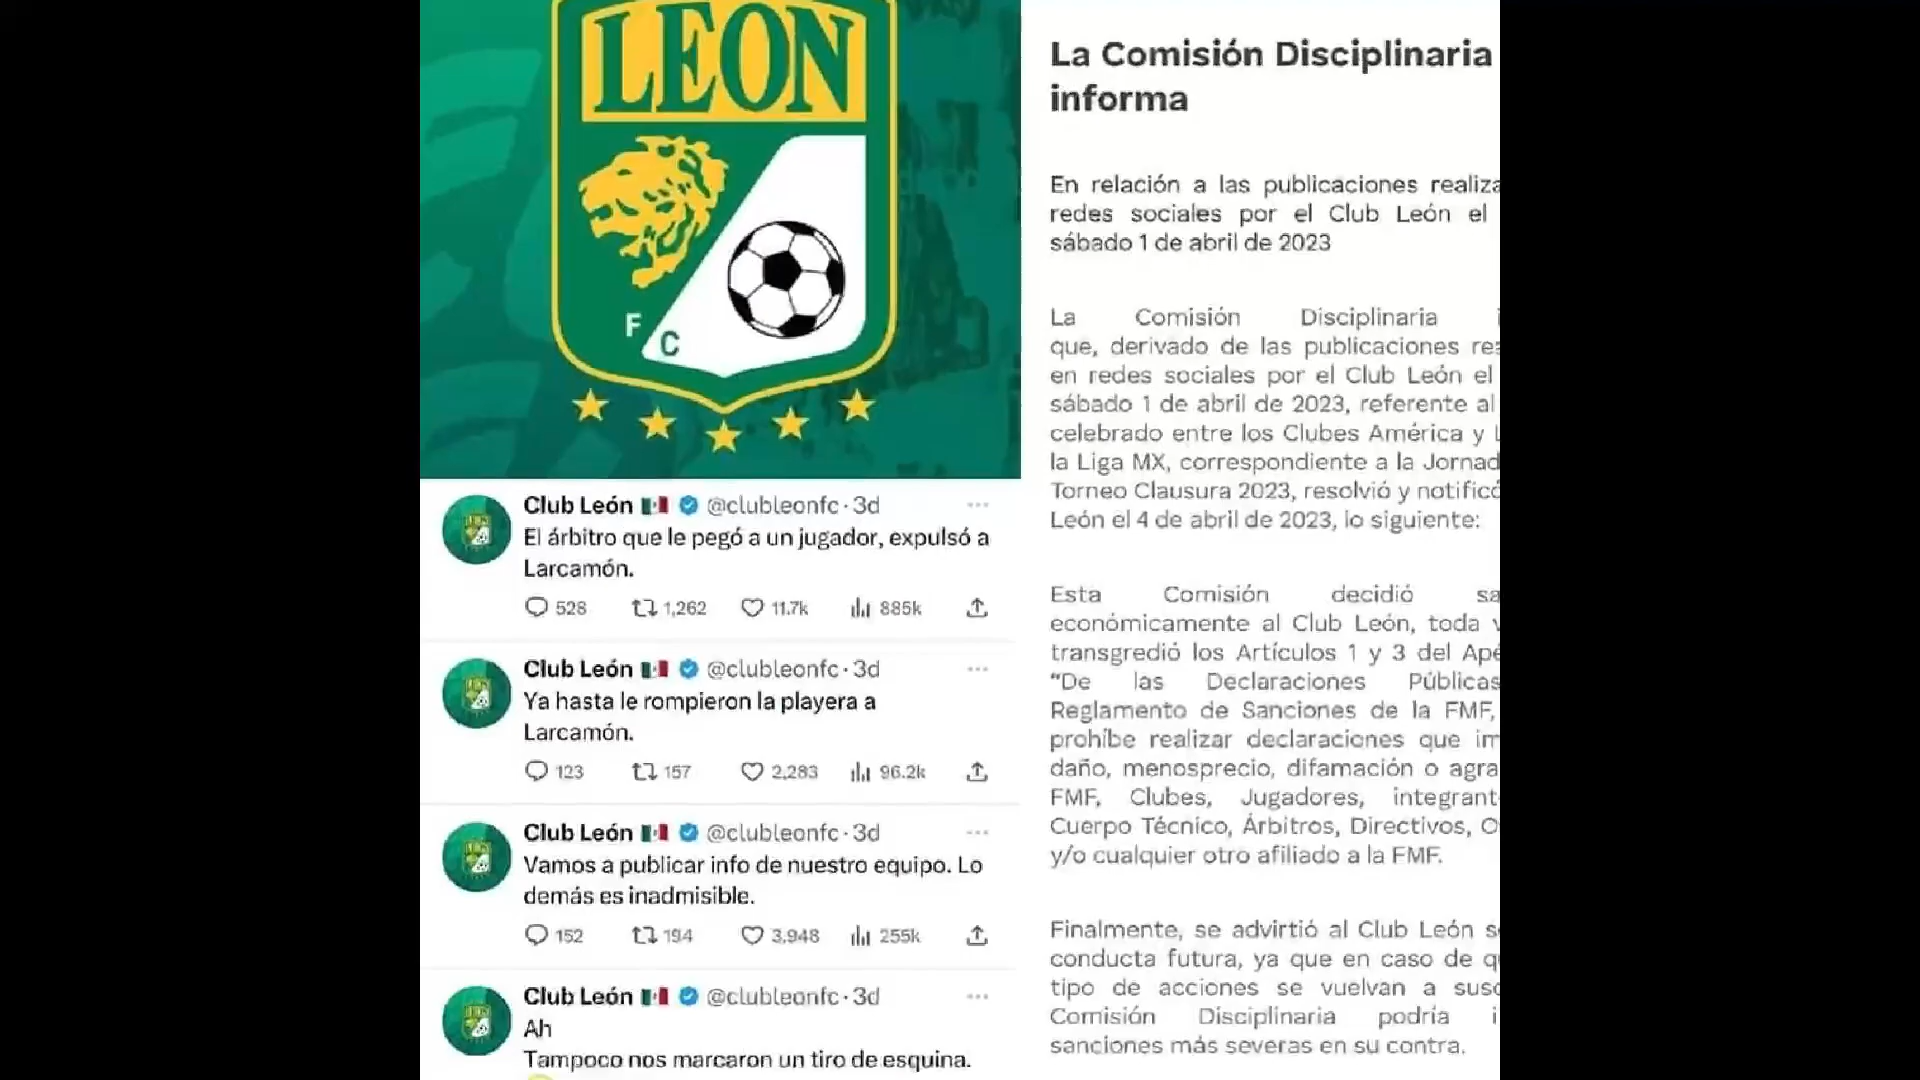 LEON
F
C
Club León @clubleonfc · 3d
El árbitro que le pegó a un jugador, expulsó a
Larcamón.
528 1,262 11.7k 885k
Club León @clubleonfc · 3d
Ya hasta le rompieron la playera a
Larcamón.
123 157 2,283 96.2k
Club León @clubleonfc · 3d
Vamos a publicar info de nuestro equipo. Lo
demás es inadmisible.
152 194 3,948 255k
Club León @clubleonfc · 3d
Ah
Tampoco nos marcaron un tiro de esquina.
La Comisión Disciplinaria
informa
En relación a las publicaciones realiza
redes sociales por el Club León el
sábado 1 de abril de 2023
La Comisión Disciplinaria
que, derivado de las publicaciones rea
en redes sociales por el Club León el
sábado 1 de abril de 2023, referente al
celebrado entre los Clubes América y L
la Liga MX, correspondiente a la Jornad
Torneo Clausura 2023, resolvió y notificó
León el 4 de abril de 2023, lo siguiente:
Esta Comisión decidió sa
económicamente al Club León, toda v
transgredió los Artículos 1 y 3 del Apé
“De las Declaraciones Públicas
Reglamento de Sanciones de la FMF,
prohíbe realizar declaraciones que im
daño, menosprecio, difamación o agra
FMF, Clubes, Jugadores, integrant
Cuerpo Técnico, Árbitros, Directivos, O
y/o cualquier otro afiliado a la FMF.
Finalmente, se advirtió al Club León s
conducta futura, ya que en caso de q
tipo de acciones se vuelvan a susc
Comisión Disciplinaria podría i
sanciones más severas en su contra.